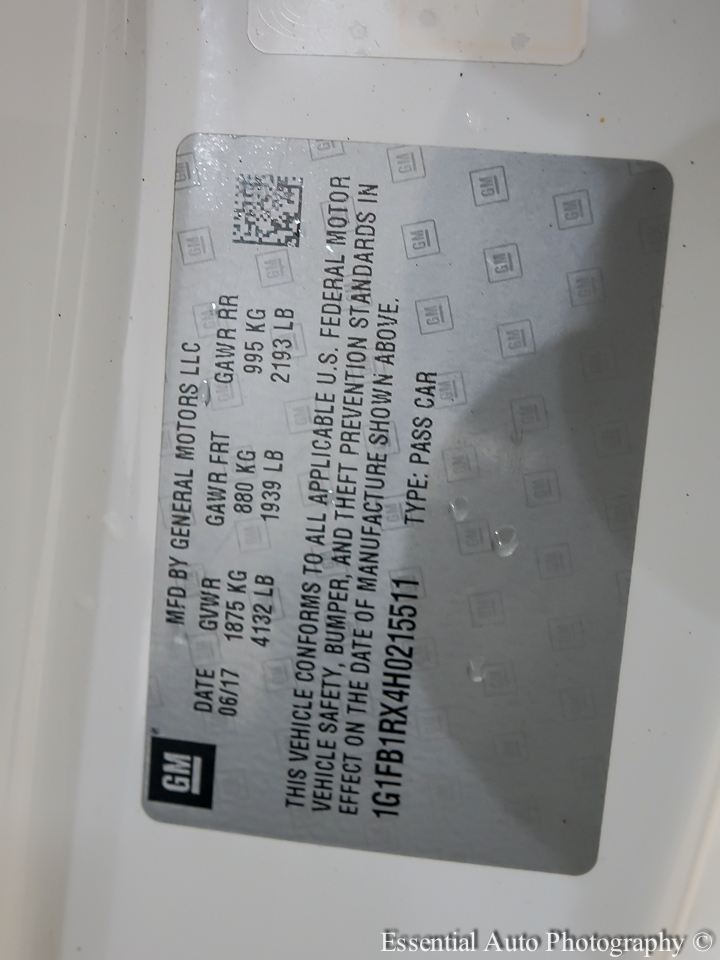 GM
MFD BY GENERAL MOTORS LLC
DATE GVWR GAWR FRT GAWR RR
06/17 1875 KG 880 KG 995 KG
4132 LB 1939 LB 2193 LB
THIS VEHICLE CONFORMS TO ALL APPLICABLE U.S. FEDERAL MOTOR
VEHICLE SAFETY, BUMPER, AND THEFT PREVENTION STANDARDS IN
EFFECT ON THE DATE OF MANUFACTURE SHOWN ABOVE.
1G1FB1RX4H0215511 TYPE: PASS CAR
Essential Auto Photography ©